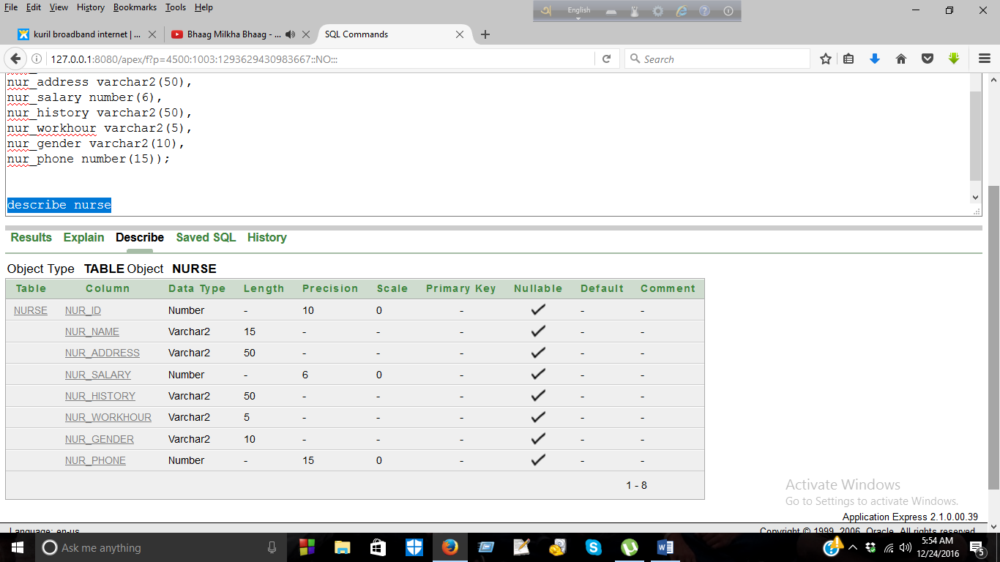 File Edit View History Bookmarks Tools Help
English
kuril broadband internet | ...
Bhaag Milkha Bhaag - ...
SQL Commands
127.0.0.1:8080/apex/f?p=4500:1003:1293629430983667::NO:::
Search
nur_address varchar2(50),
nur_salary number(6),
nur_history varchar2(50),
nur_workhour varchar2(5),
nur_gender varchar2(10),
nur_phone number(15));
describe nurse
Results Explain Describe Saved SQL History
Object Type TABLE Object NURSE
Table Column Data Type Length Precision Scale Primary Key Nullable Default Comment
NURSE NUR_ID Number - 10 0 - - -
NUR_NAME Varchar2 15 - - - - -
NUR_ADDRESS Varchar2 50 - - - - -
NUR_SALARY Number - 6 0 - - -
NUR_HISTORY Varchar2 50 - - - - -
NUR_WORKHOUR Varchar2 5 - - - - -
NUR_GENDER Varchar2 10 - - - - -
NUR_PHONE Number - 15 0 - - -
1 - 8
Activate Windows
Go to Settings to activate Windows.
Application Express 2.1.0.00.39
Language: en-us
Copyright © 1999, 2006, Oracle. All rights reserved.
Ask me anything
5:54 AM
12/24/2016
5